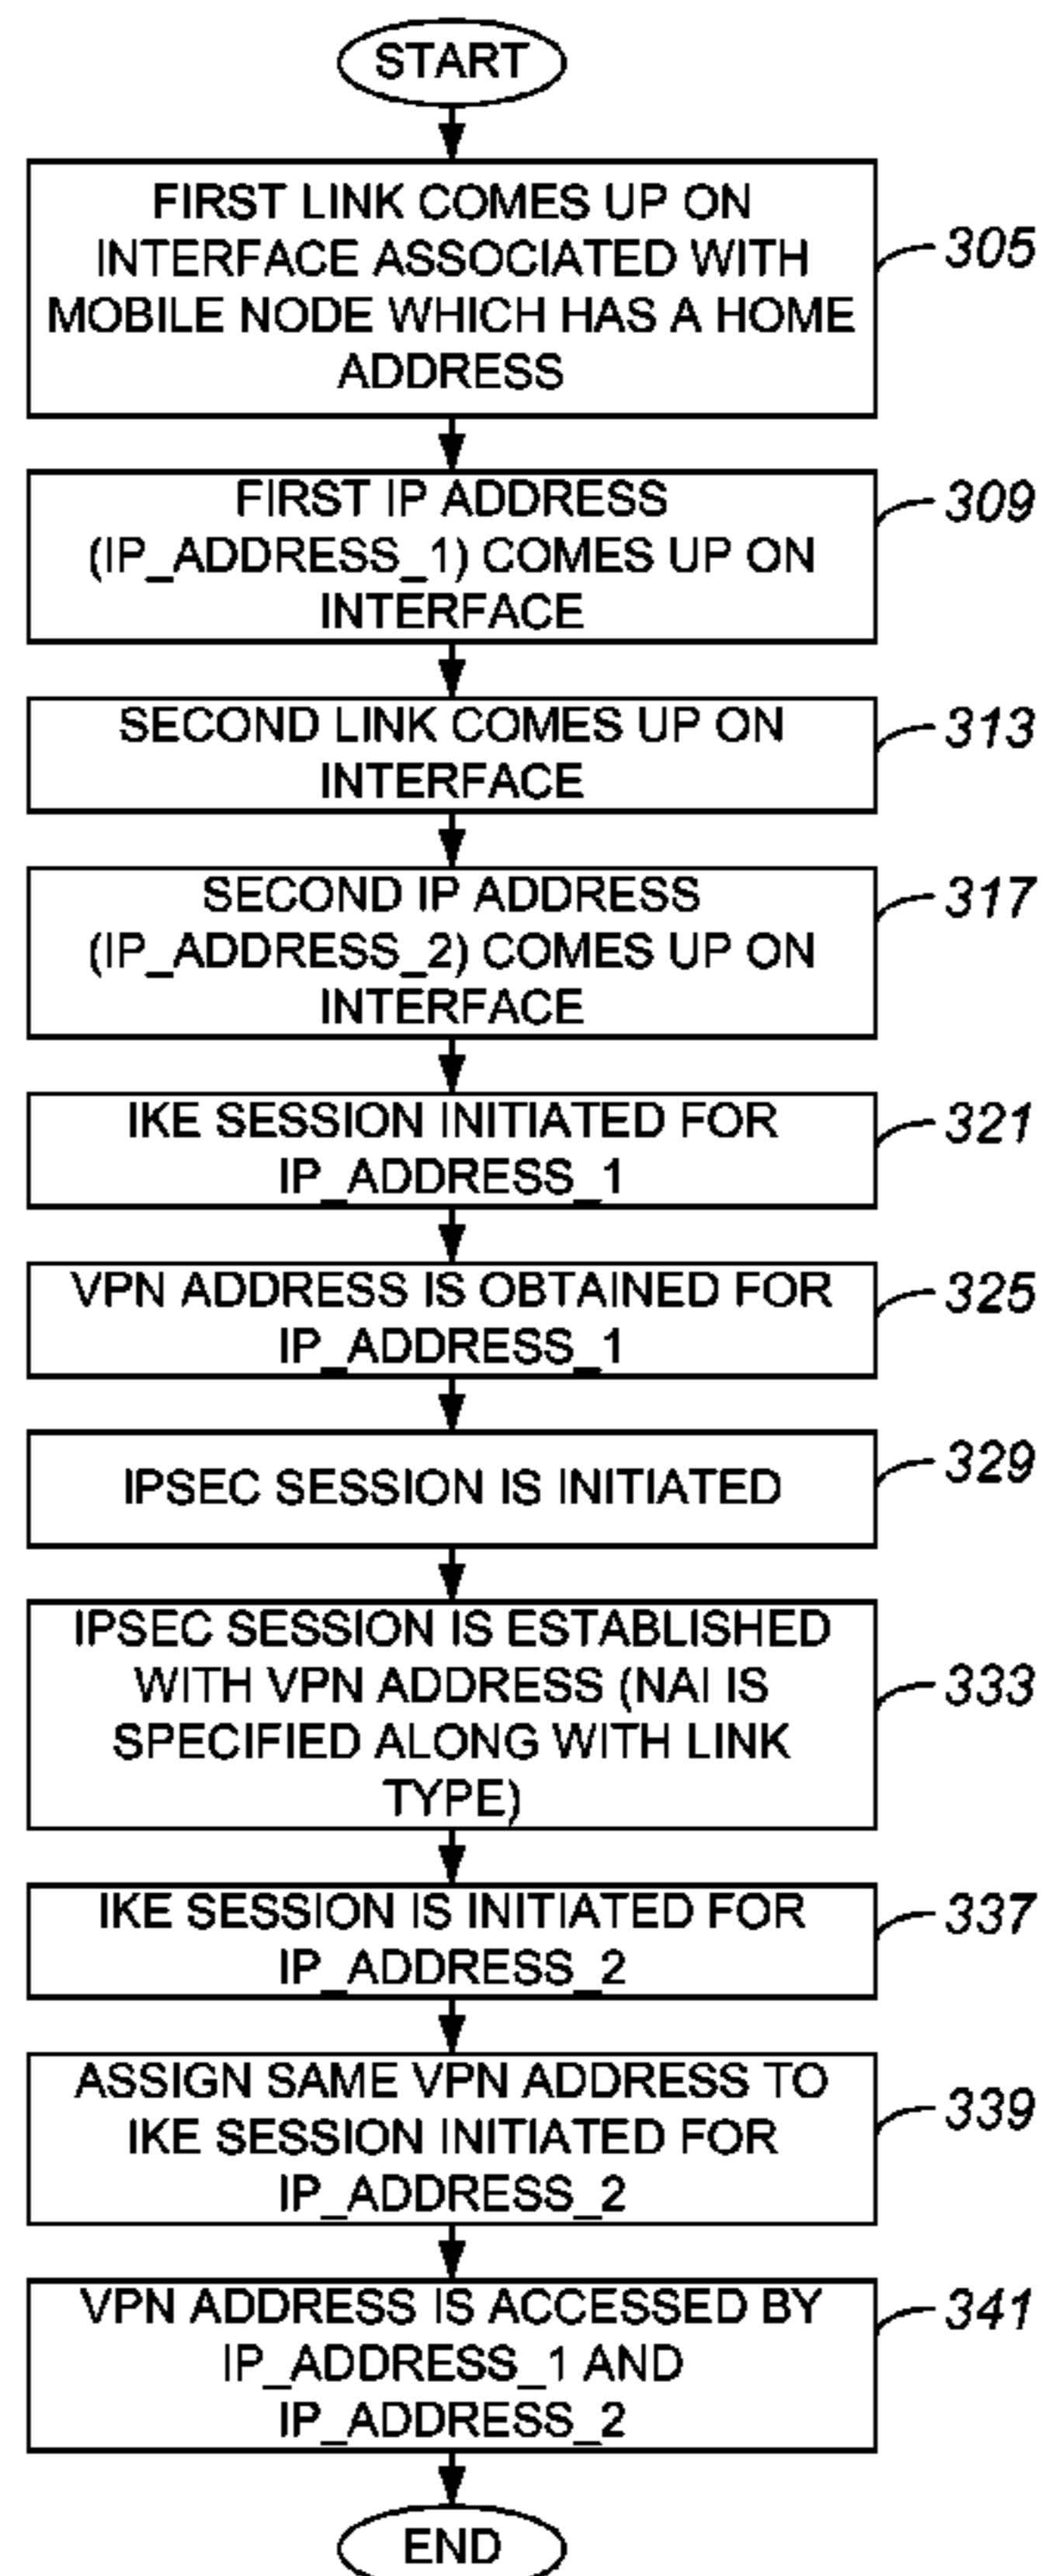 START
FIRST LINK COMES UP ON
INTERFACE ASSOCIATED WITH
MOBILE NODE WHICH HAS A HOME
ADDRESS
305
FIRST IP ADDRESS
(IP_ADDRESS_1) COMES UP ON
INTERFACE
309
SECOND LINK COMES UP ON
INTERFACE
313
SECOND IP ADDRESS
(IP_ADDRESS_2) COMES UP ON
INTERFACE
317
IKE SESSION INITIATED FOR
IP_ADDRESS_1
321
VPN ADDRESS IS OBTAINED FOR
IP_ADDRESS_1
325
IPSEC SESSION IS INITIATED
329
IPSEC SESSION IS ESTABLISHED
WITH VPN ADDRESS (NAI IS
SPECIFIED ALONG WITH LINK
TYPE)
333
IKE SESSION IS INITIATED FOR
IP_ADDRESS_2
337
ASSIGN SAME VPN ADDRESS TO
IKE SESSION INITIATED FOR
IP_ADDRESS_2
339
VPN ADDRESS IS ACCESSED BY
IP_ADDRESS_1 AND
IP_ADDRESS_2
341
END